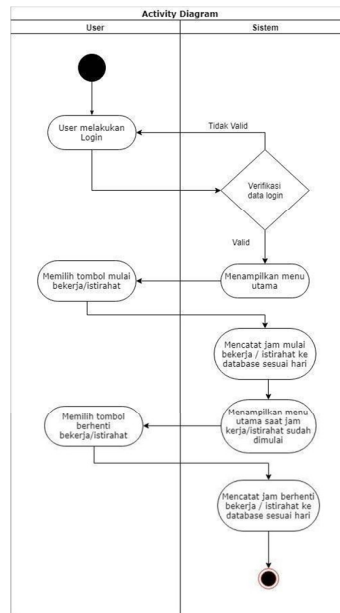 Activity Diagram
User
Sistem
User melakukan
Login
Tidak Valid
Verifikasi
data login
Valid
Memilih tombol mulai
bekerja/istirahat
Menampilkan menu
utama
Mencatat jam mulai
bekerja / istirahat ke
database sesuai hari
Memilih tombol
berhenti
bekerja/istirahat
Menampilkan menu
utama saat jam
kerja/istirahat sudah
dimulai
Mencatat jam berhenti
bekerja / istirahat ke
database sesuai hari